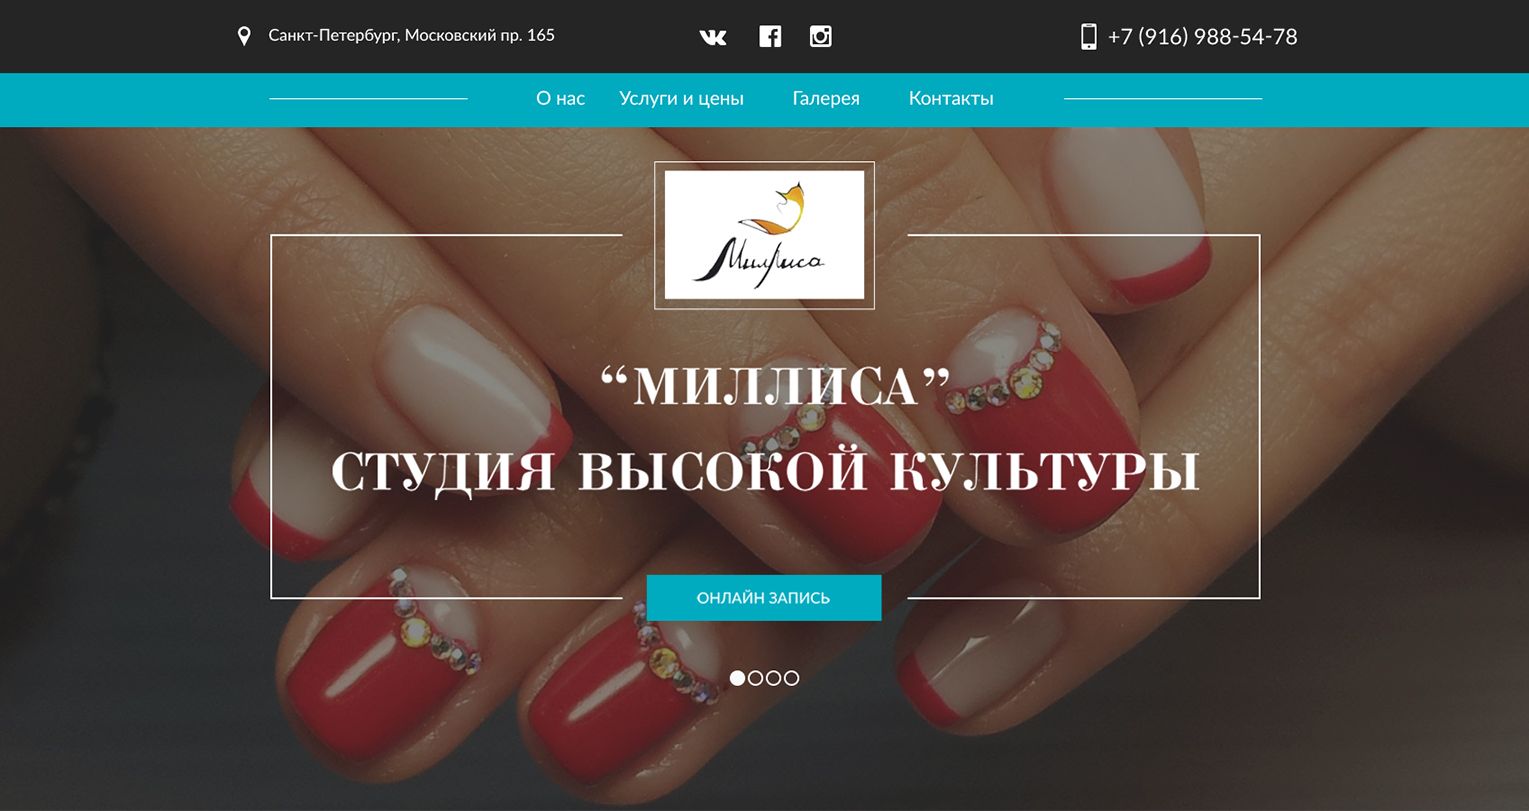 Санкт-Петербург, Московский пр. 165
+7 (916) 988-54-78
О нас
Услуги и цены
Галерея
Контакты
Миллиса
“МИЛЛИСА”
СТУДИЯ ВЫСОКОЙ КУЛЬТУРЫ
ОНЛАЙН ЗАПИСЬ